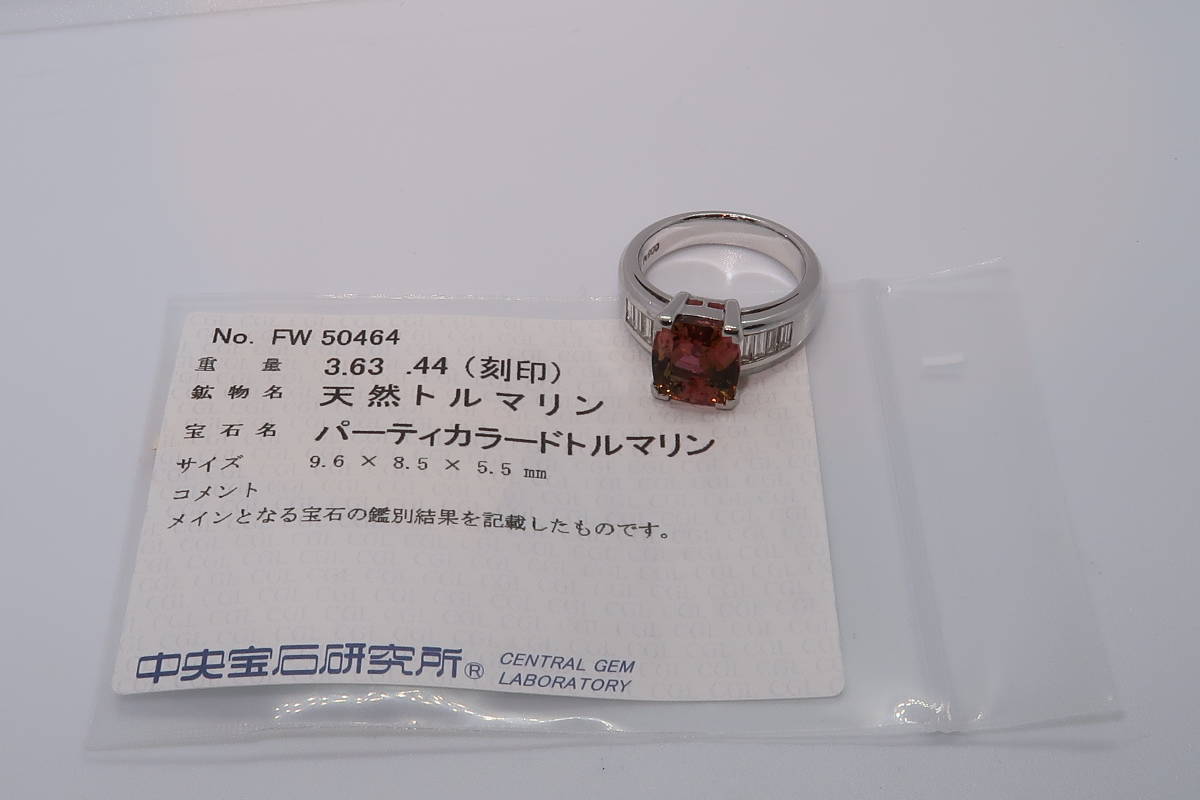 No. FW 50464
重量 3.63 .44 (刻印)
鉱物名 天然トルマリン
宝石名 パーティカラードトルマリン
サイズ 9.6 × 8.5 × 5.5 mm
コメント
メインとなる宝石の鑑別結果を記載したものです。
中央宝石研究所® CENTRAL GEM
LABORATORY